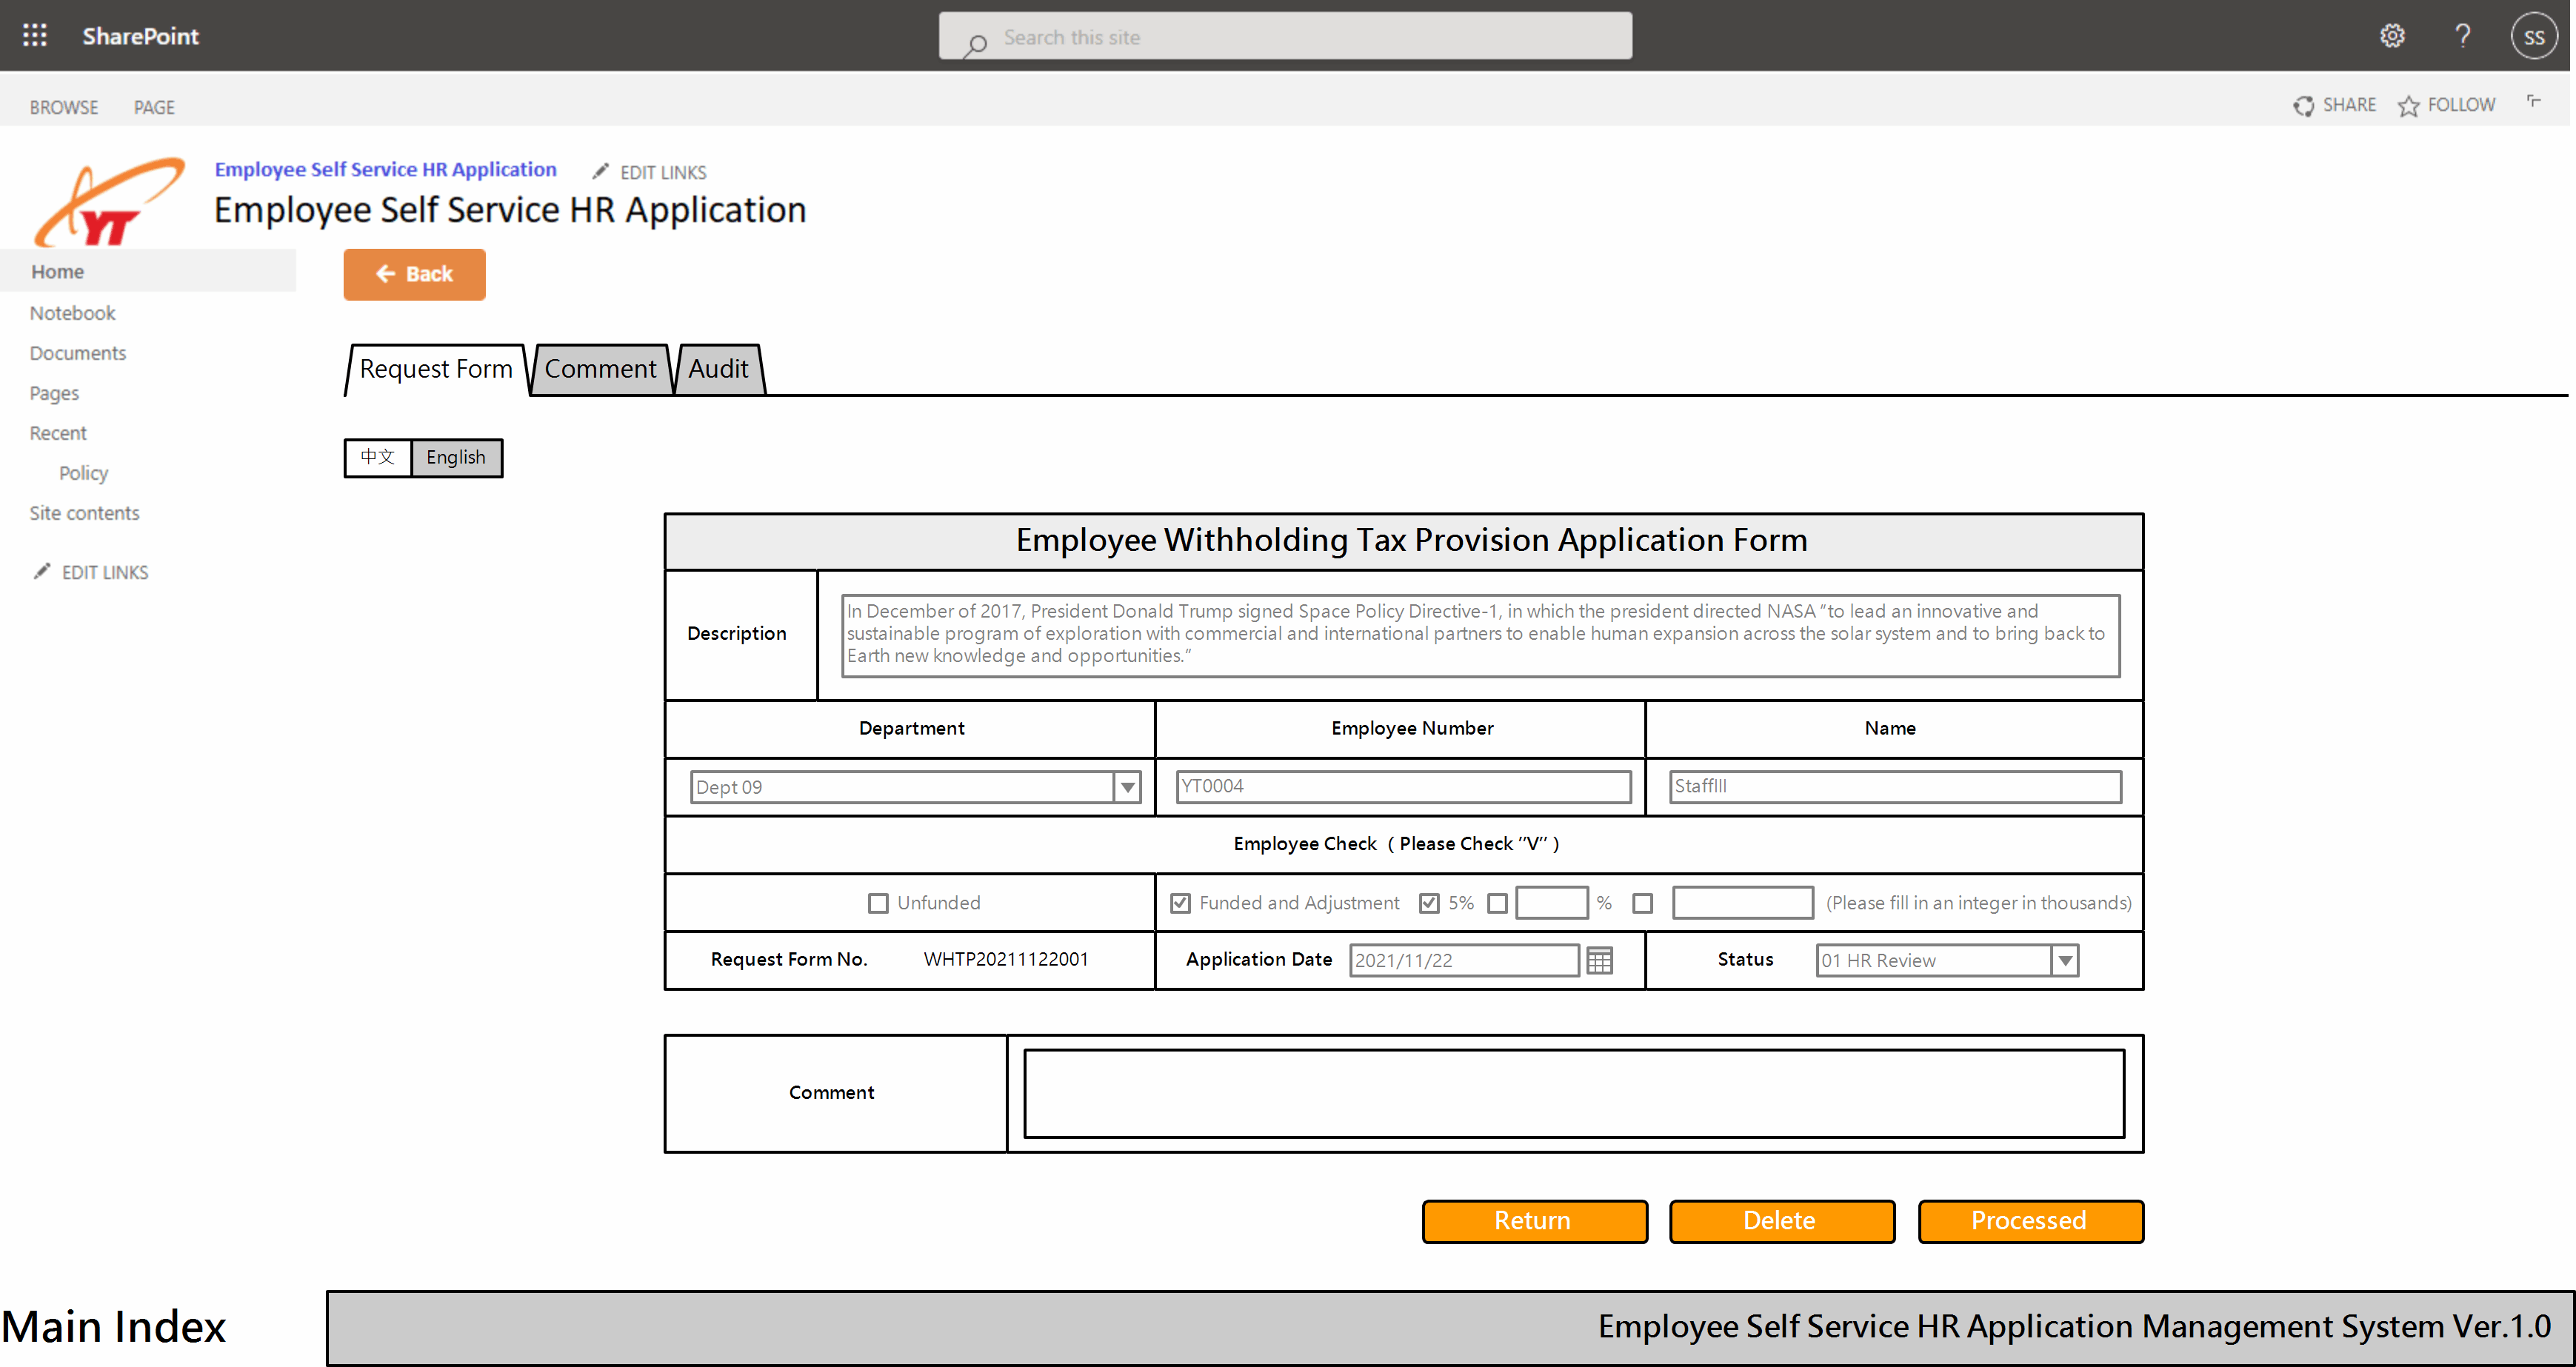 SharePoint
Search this site
SS
BROWSE PAGE
SHARE FOLLOW
YT
Employee Self Service HR Application EDIT LINKS
Employee Self Service HR Application
Home
Notebook
Documents
Pages
Recent
Policy
Site contents
EDIT LINKS
Back
Request Form Comment Audit
中文 English
Employee Withholding Tax Provision Application Form
Description
In December of 2017, President Donald Trump signed Space Policy Directive-1, in which the president directed NASA “to lead an innovative and
sustainable program of exploration with commercial and international partners to enable human expansion across the solar system and to bring back to
Earth new knowledge and opportunities.”
Department Employee Number Name
Dept 09 YT0004 StaffIII
Employee Check ( Please Check ‘’V’’ )
Unfunded Funded and Adjustment 5% % (Please fill in an integer in thousands)
Request Form No. WHTP20211122001 Application Date 2021/11/22 Status 01 HR Review
Comment
Return Delete Processed
Main Index Employee Self Service HR Application Management System Ver.1.0